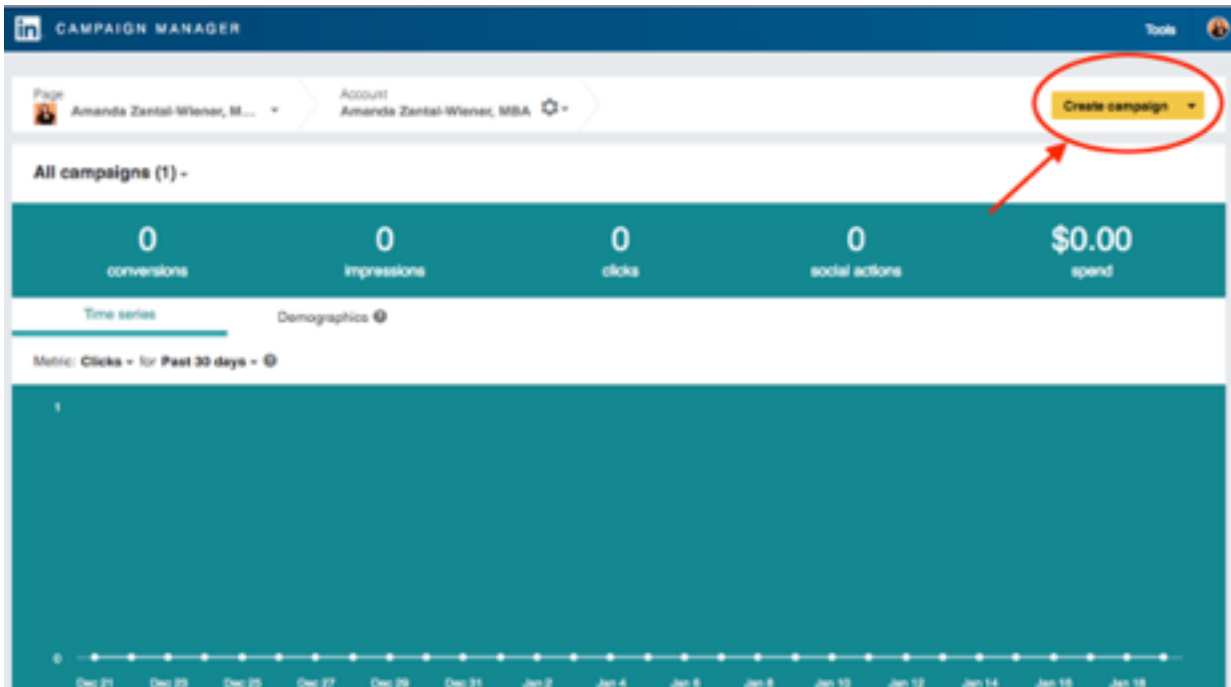 in CAMPAIGN MANAGER Tools
Page Account
Amanda Zantal-Wiener, M... Amanda Zantal-Wiener, MBA Create campaign
All campaigns (1)
0 0 0 0 $0.00
conversions impressions clicks social actions spend
Time series Demographics
Metric: Clicks for Past 30 days
1
0
Dec 21 Dec 23 Dec 25 Dec 27 Dec 29 Dec 31 Jan 2 Jan 4 Jan 6 Jan 8 Jan 10 Jan 12 Jan 14 Jan 16 Jan 18